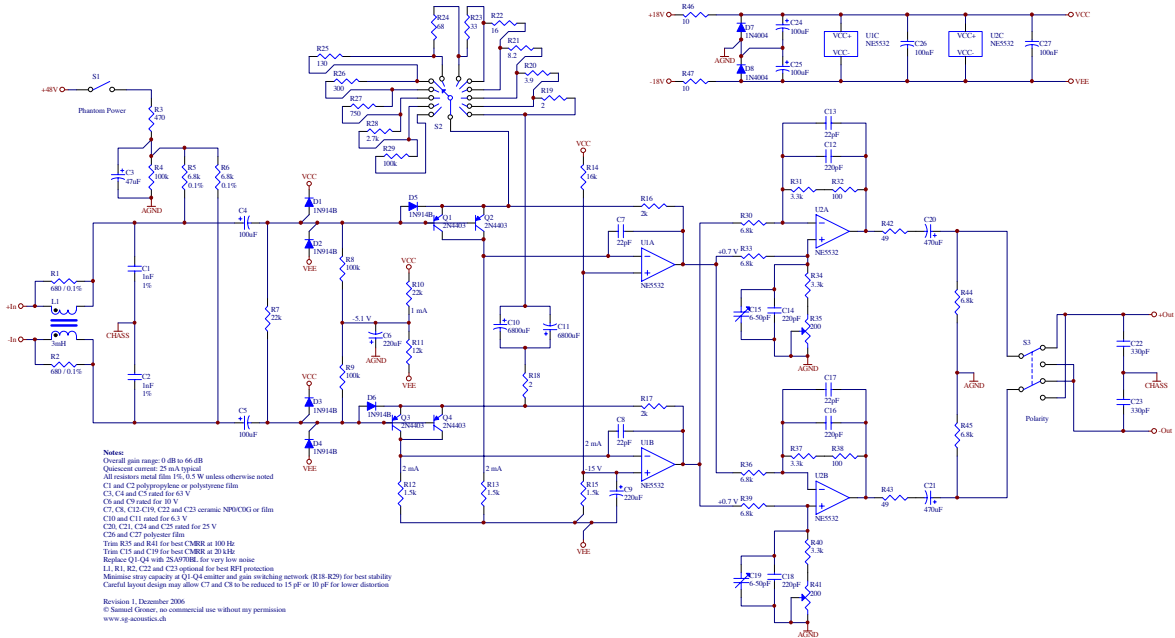 R24
68
R23
33
R22
16
R21
8.2
R20
3.9
R19
2
R25
130
R26
300
R27
750
R28
2.7k
R29
100k
S2
+18V
R46
10
D7
1N4004
C24
100uF
AGND
D8
1N4004
C25
100uF
-18V
R47
10
VCC+
VCC-
U1C
NE5532
C26
100nF
VCC+
VCC-
U2C
NE5532
C27
100nF
VCC
VEE
S1
+48V
Phantom Power
R3
470
C3
47uF
R4
100k
R5
6.8k
0.1%
R6
6.8k
0.1%
AGND
C4
100uF
VCC
D1
1N914B
D2
1N914B
VEE
D5
1N914B
Q1
2N4403
Q2
2N4403
R1
680 / 0.1%
+In
L1
3mH
-In
R2
680 / 0.1%
C1
1nF
1%
CHASS
C2
1nF
1%
R7
22k
R8
100k
-5.1 V
C6
220uF
AGND
VCC
R10
22k
1 mA
R11
12k
VEE
R9
100k
C5
100uF
VCC
D3
1N914B
D4
1N914B
VEE
D6
1N914B
Q3
2N4403
Q4
2N4403
C10
6800uF
C11
6800uF
R18
2
VCC
R14
16k
R16
2k
C7
22pF
U1A
NE5532
R17
2k
C8
22pF
2 mA
U1B
NE5532
-15 V
2 mA
R12
1.5k
2 mA
R13
1.5k
R15
1.5k
C9
220uF
VEE
C13
22pF
C12
220pF
R31
3.3k
R32
100
R30
6.8k
U2A
NE5532
+0.7 V
R33
6.8k
R34
3.3k
C15
6-50pF
C14
220pF
R35
200
AGND
R42
49
C20
470uF
C17
22pF
C16
220pF
R37
3.3k
R38
100
R36
6.8k
U2B
NE5532
+0.7 V
R39
6.8k
R40
3.3k
C19
6-50pF
C18
220pF
R41
200
AGND
R43
49
C21
470uF
R44
6.8k
AGND
R45
6.8k
S3
Polarity
+Out
C22
330pF
CHASS
C23
330pF
-Out
Notes:
Overall gain range: 0 dB to 66 dB
Quiescent current: 25 mA typical
All resistors metal film 1%, 0.5 W unless otherwise noted
C1 and C2 polypropylene or polystyrene film
C3, C4 and C5 rated for 63 V
C6 and C9 rated for 10 V
C7, C8, C12-C19, C22 and C23 ceramic NP0/C0G or film
C10 and C11 rated for 6.3 V
C20, C21, C24 and C25 rated for 25 V
C26 and C27 polyester film
Trim R35 and R41 for best CMRR at 100 Hz
Trim C15 and C19 for best CMRR at 20 kHz
Replace Q1-Q4 with 2SA970BL for very low noise
L1, R1, R2, C22 and C23 optional for best RFI protection
Minimise stray capacity at Q1-Q4 emitter and gain switching network (R18-R29) for best stability
Careful layout design may allow C7 and C8 to be reduced to 15 pF or 10 pF for lower distortion
Revision 1, Dezember 2006
© Samuel Groner, no commercial use without my permission
www.sg-acoustics.ch